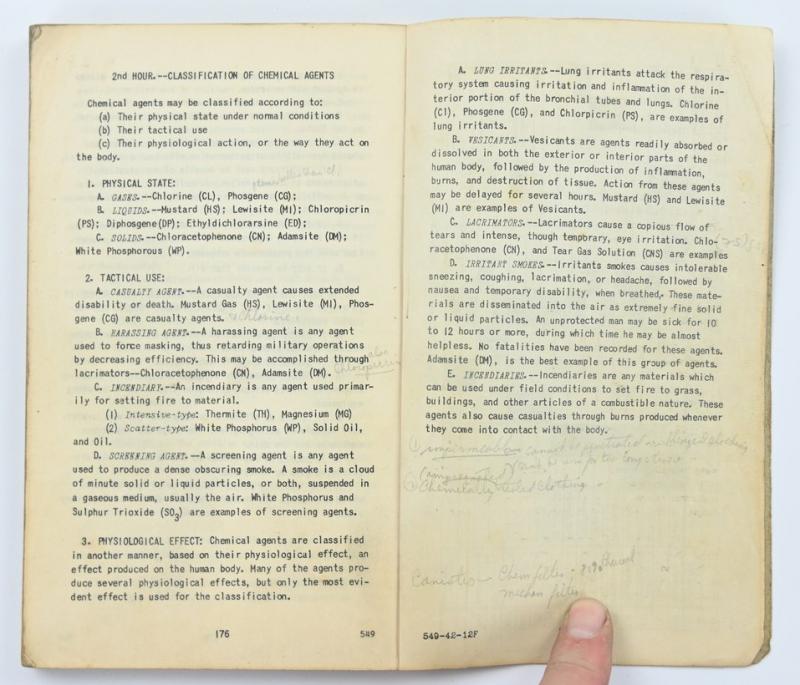 2nd HOUR.--CLASSIFICATION OF CHEMICAL AGENTS
Chemical agents may be classified according to:
(a) Their physical state under normal conditions
(b) Their tactical use
(c) Their physiological action, or the way they act on
the body.
1. PHYSICAL STATE:
A. GASES.--Chlorine (CL), Phosgene (CG);
B. LIQUIDS.--Mustard (HS); Lewisite (MI); Chloropicrin
(PS); Diphosgene(DP); Ethyldichlorarsine (ED);
C. SOLIDS.--Chloracetophenone (CN); Adamsite (DM);
White Phosphorous (WP).
2. TACTICAL USE:
A. CASUALTY AGENT.--A casualty agent causes extended
disability or death. Mustard Gas (HS), Lewisite (MI), Phos-
gene (CG) are casualty agents. & Chlorine
B. HARASSING AGENT.--A harassing agent is any agent
used to force masking, thus retarding military operations
by decreasing efficiency. This may be accomplished through
lacrimators--Chloracetophenone (CN), Adamsite (DM).
also
Chloropicrin
C. INCENDIARY.--An incendiary is any agent used primar-
ily for setting fire to material.
(1) Intensive-type: Thermite (TH), Magnesium (MG)
(2) Scatter-type: White Phosphorus (WP), Solid Oil,
and Oil.
D. SCREENING AGENT.--A screening agent is any agent
used to produce a dense obscuring smoke. A smoke is a cloud
of minute solid or liquid particles, or both, suspended in
a gaseous medium, usually the air. White Phosphorus and
Sulphur Trioxide (SO3) are examples of screening agents.
3. PHYSIOLOGICAL EFFECT: Chemical agents are classified
in another manner, based on their physiological effect, an
effect produced on the human body. Many of the agents pro-
duce several physiological effects, but only the most evi-
dent effect is used for the classification.
176
549
A. LUNG IRRITANTS.--Lung irritants attack the respira-
tory system causing irritation and inflammation of the in-
terior portion of the bronchial tubes and lungs. Chlorine
(Cl), Phosgene (CG), and Chlorpicrin (PS), are examples of
lung irritants.
B. VESICANTS.--Vesicants are agents readily absorbed or
dissolved in both the exterior or interior parts of the
human body, followed by the production of inflammation,
burns, and destruction of tissue. Action from these agents
may be delayed for several hours. Mustard (HS) and Lewisite
(MI) are examples of Vesicants.
C. LACRIMATORS.--Lacrimators cause a copious flow of
tears and intense, though temporary, eye irritation. Chlo-
racetophenone (CN), and Tear Gas Solution (CNS) are examples
D. IRRITANT SMOKES.--Irritants smokes causes intolerable
sneezing, coughing, lacrimation, or headache, followed by
nausea and temporary disability, when breathed. These mate-
rials are disseminated into the air as extremely fine solid
or liquid particles. An unprotected man may be sick for 10
to 12 hours or more, during which time he may be almost
helpless. No fatalities have been recorded for these agents.
Adamsite (DM), is the best example of this group of agents.
E. INCENDIARIES.--Incendiaries are any materials which
can be used under field conditions to set fire to grass,
buildings, and other articles of a combustible nature. These
agents also cause casualties through burns produced whenever
they come into contact with the body.
clothing
Chemically treated clothing
Canister - Chem filter
mechan filter
549-42-12F